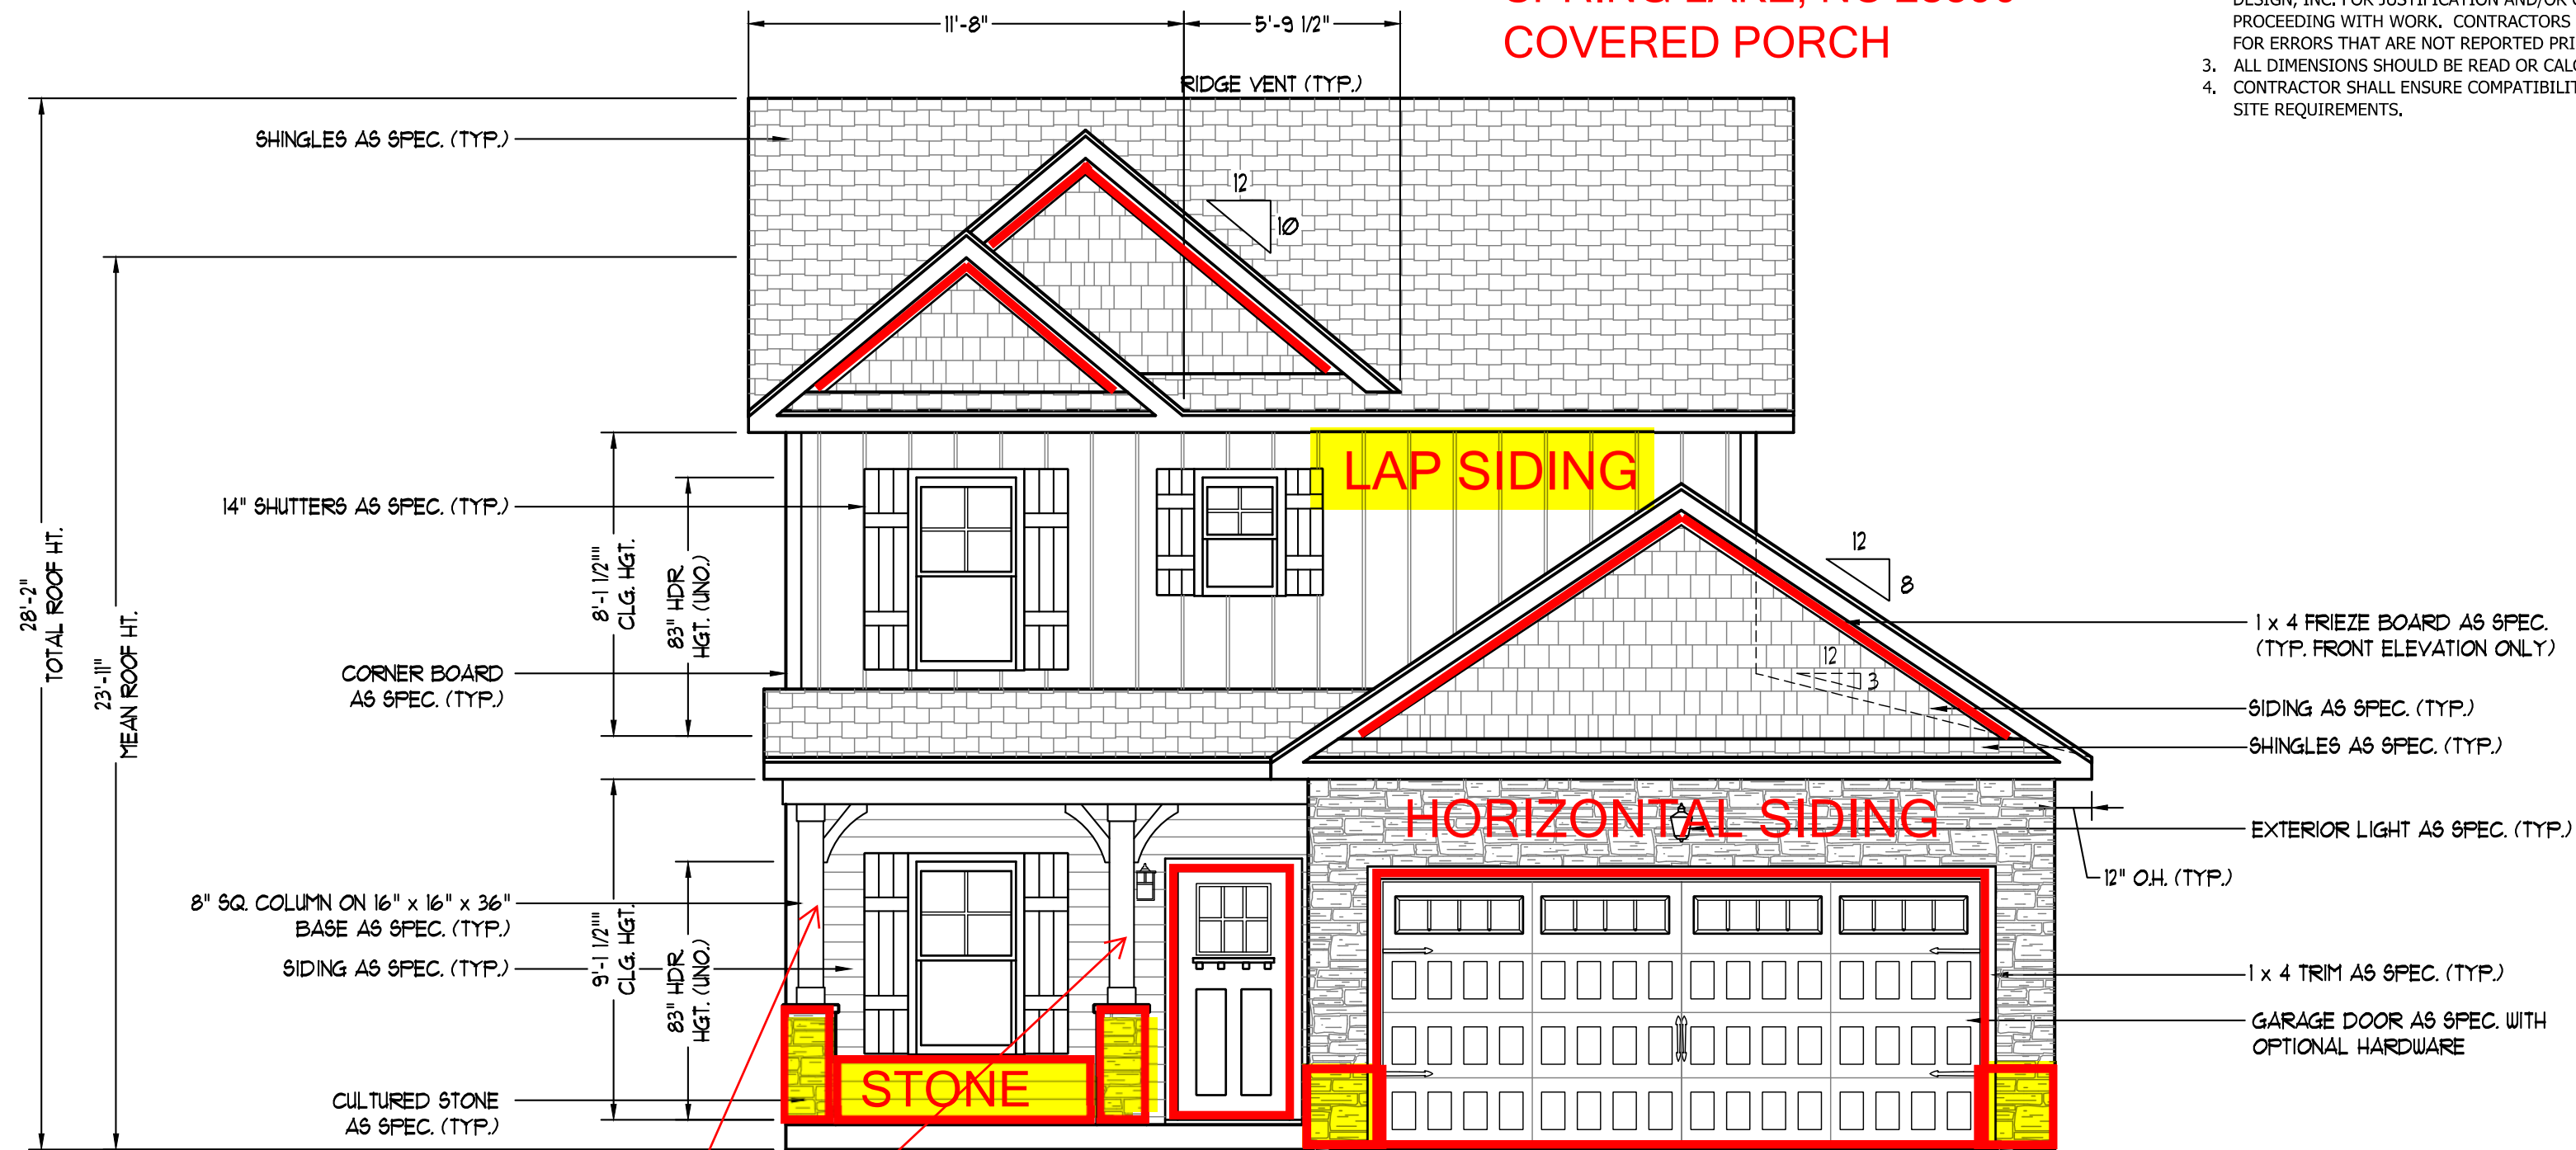 11'-8"
5'-9 1/2"
COVERED PORCH
PROCEEDING WITH WORK. CONTRACTORS
FOR ERRORS THAT ARE NOT REPORTED
3. ALL DIMENSIONS SHOULD BE READ OR
4. CONTRACTOR SHALL ENSURE
SITE REQUIREMENTS.
RIDGE VENT (TYP.)
SHINGLES AS SPEC. (TYP.)
12
10
LAP SIDING
14" SHUTTERS AS SPEC. (TYP.)
28'-2"
TOTAL ROOF HT.
23'-11"
MEAN ROOF HT.
8'-1 1/2""
CLG. HGT.
83" HDR
HGT. (UNO.)
12
8
1 x 4 FRIEZE BOARD AS SPEC.
(TYP. FRONT ELEVATION ONLY)
CORNER BOARD
AS SPEC. (TYP.)
12
3
SIDING AS SPEC. (TYP.)
SHINGLES AS SPEC. (TYP.)
HORIZONTAL SIDING
EXTERIOR LIGHT AS SPEC. (TYP.)
12" O.H. (TYP.)
8" SQ. COLUMN ON 16" x 16" x 36"
BASE AS SPEC. (TYP.)
SIDING AS SPEC. (TYP.)
9'-1 1/2""
CLG. HGT.
83" HDR
HGT. (UNO.)
1 x 4 TRIM AS SPEC. (TYP.)
GARAGE DOOR AS SPEC. WITH
OPTIONAL HARDWARE
STONE
CULTURED STONE
AS SPEC. (TYP.)